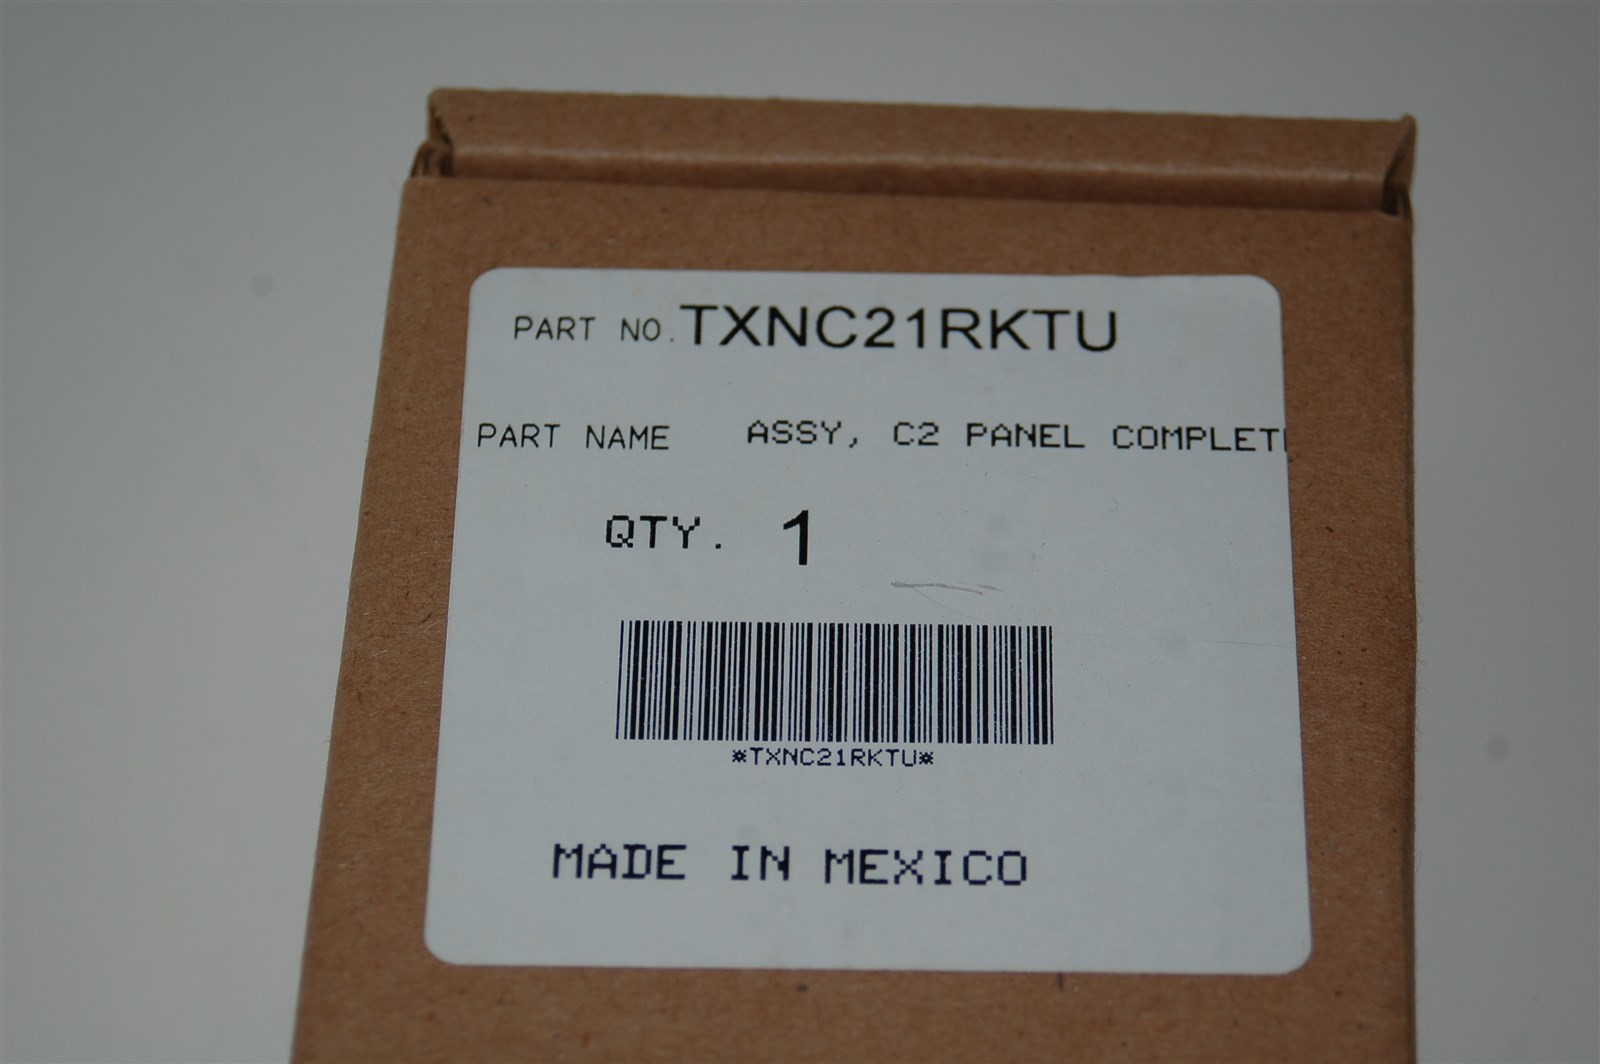 PART NO. TXNC21RKTU
PART NAME ASSY, C2 PANEL COMPLET
QTY. 1
*TXNC21RKTU*
MADE IN MEXICO